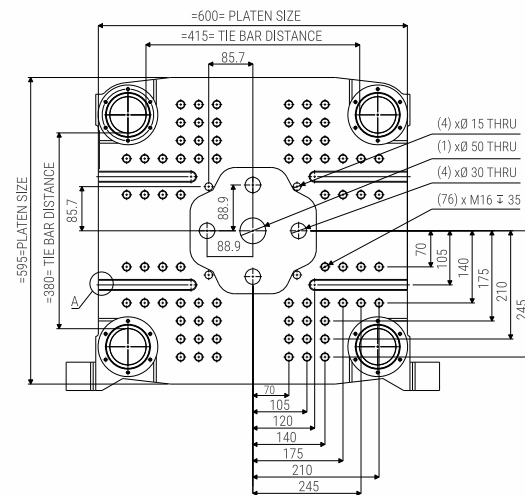 =600= PLATEN SIZE
=415= TIE BAR DISTANCE
85.7
(4) xØ 15 THRU
(1) xØ 50 THRU
(4) xØ 30 THRU
(76) x M16 ↧ 35
=595=PLATEN SIZE
=380= TIE BAR DISTANCE
85.7
88.9
88.9
A
70
105
140
175
210
245
70
105
120
140
175
210
245